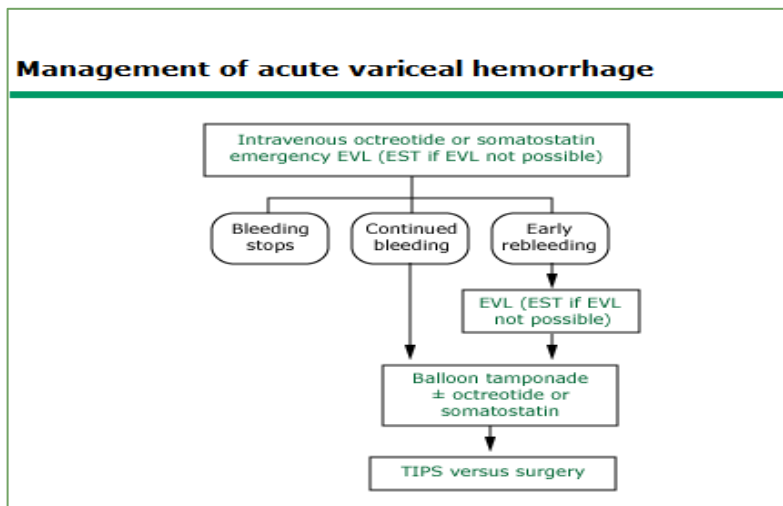 Management of acute variceal hemorrhage
Intravenous octreotide or somatostatin
emergency EVL (EST if EVL not possible)
Bleeding
stops
Continued
bleeding
Early
rebleeding
EVL (EST if EVL
not possible)
Balloon tamponade
± octreotide or
somatostatin
TIPS versus surgery